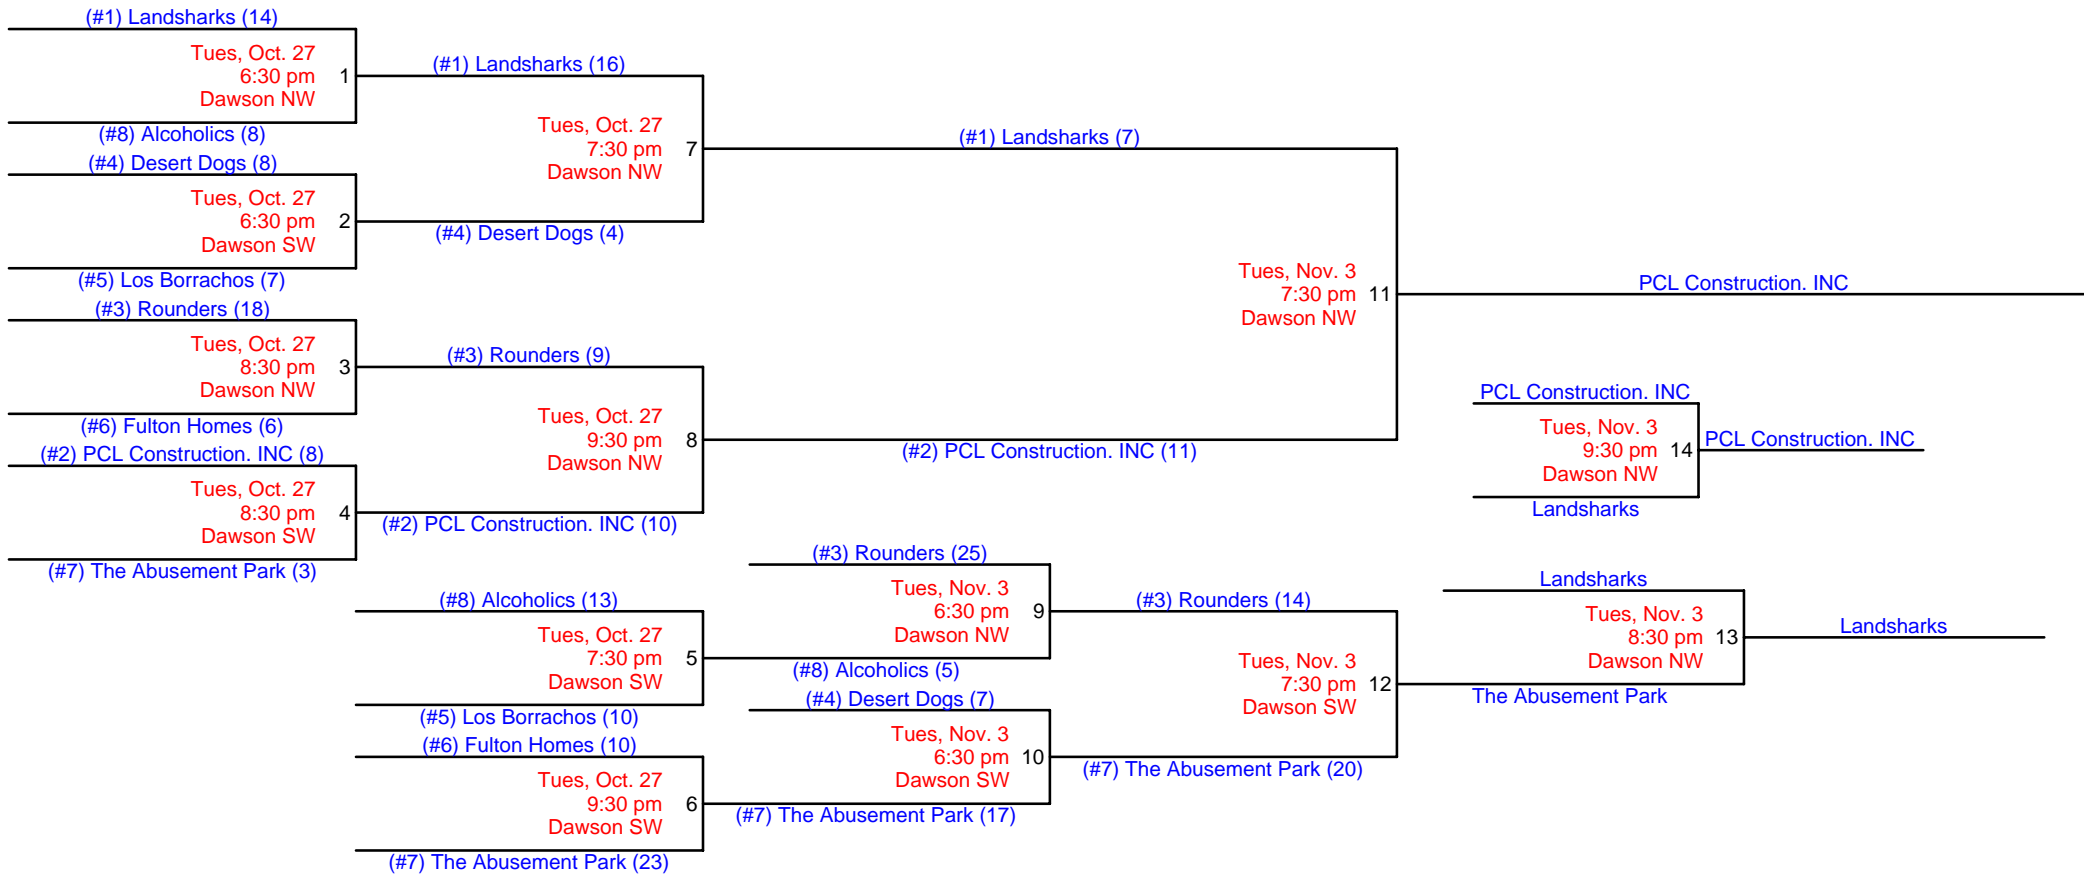 (#1) Landsharks (14)
Tues, Oct. 27
6:30 pm 1
Dawson NW
(#8) Alcoholics (8)
(#4) Desert Dogs (8)
Tues, Oct. 27
6:30 pm 2
Dawson SW
(#5) Los Borrachos (7)
(#3) Rounders (18)
Tues, Oct. 27
8:30 pm 3
Dawson NW
(#6) Fulton Homes (6)
(#2) PCL Construction. INC (8)
Tues, Oct. 27
8:30 pm 4
Dawson SW
(#7) The Abusement Park (3)
(#1) Landsharks (16)
Tues, Oct. 27
7:30 pm 7
Dawson NW
(#4) Desert Dogs (4)
(#3) Rounders (9)
Tues, Oct. 27
9:30 pm 8
Dawson NW
(#2) PCL Construction. INC (10)
(#8) Alcoholics (13)
Tues, Oct. 27
7:30 pm 5
Dawson SW
(#5) Los Borrachos (10)
(#6) Fulton Homes (10)
Tues, Oct. 27
9:30 pm 6
Dawson SW
(#7) The Abusement Park (23)
(#1) Landsharks (7)
Tues, Nov. 3
7:30 pm 11
Dawson NW
(#2) PCL Construction. INC (11)
(#3) Rounders (25)
Tues, Nov. 3
6:30 pm 9
Dawson NW
(#8) Alcoholics (5)
(#4) Desert Dogs (7)
Tues, Nov. 3
6:30 pm 10
Dawson SW
(#7) The Abusement Park (17)
(#3) Rounders (14)
Tues, Nov. 3
7:30 pm 12
Dawson SW
(#7) The Abusement Park (20)
PCL Construction. INC
PCL Construction. INC
Tues, Nov. 3
9:30 pm 14
Dawson NW
Landsharks
PCL Construction. INC
Landsharks
Tues, Nov. 3
8:30 pm 13
Dawson NW
The Abusement Park
Landsharks